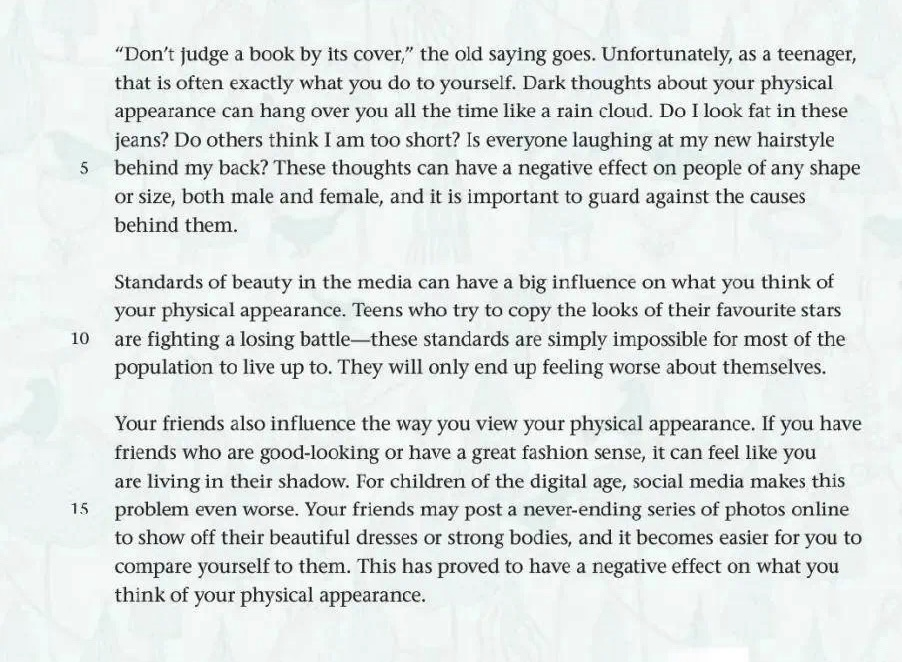 “Don’t judge a book by its cover,” the old saying goes. Unfortunately, as a teenager,
that is often exactly what you do to yourself. Dark thoughts about your physical
appearance can hang over you all the time like a rain cloud. Do I look fat in these
jeans? Do others think I am too short? Is everyone laughing at my new hairstyle
5 behind my back? These thoughts can have a negative effect on people of any shape
or size, both male and female, and it is important to guard against the causes
behind them.
Standards of beauty in the media can have a big influence on what you think of
your physical appearance. Teens who try to copy the looks of their favourite stars
10 are fighting a losing battle—these standards are simply impossible for most of the
population to live up to. They will only end up feeling worse about themselves.
Your friends also influence the way you view your physical appearance. If you have
friends who are good-looking or have a great fashion sense, it can feel like you
are living in their shadow. For children of the digital age, social media makes this
15 problem even worse. Your friends may post a never-ending series of photos online
to show off their beautiful dresses or strong bodies, and it becomes easier for you to
compare yourself to them. This has proved to have a negative effect on what you
think of your physical appearance.